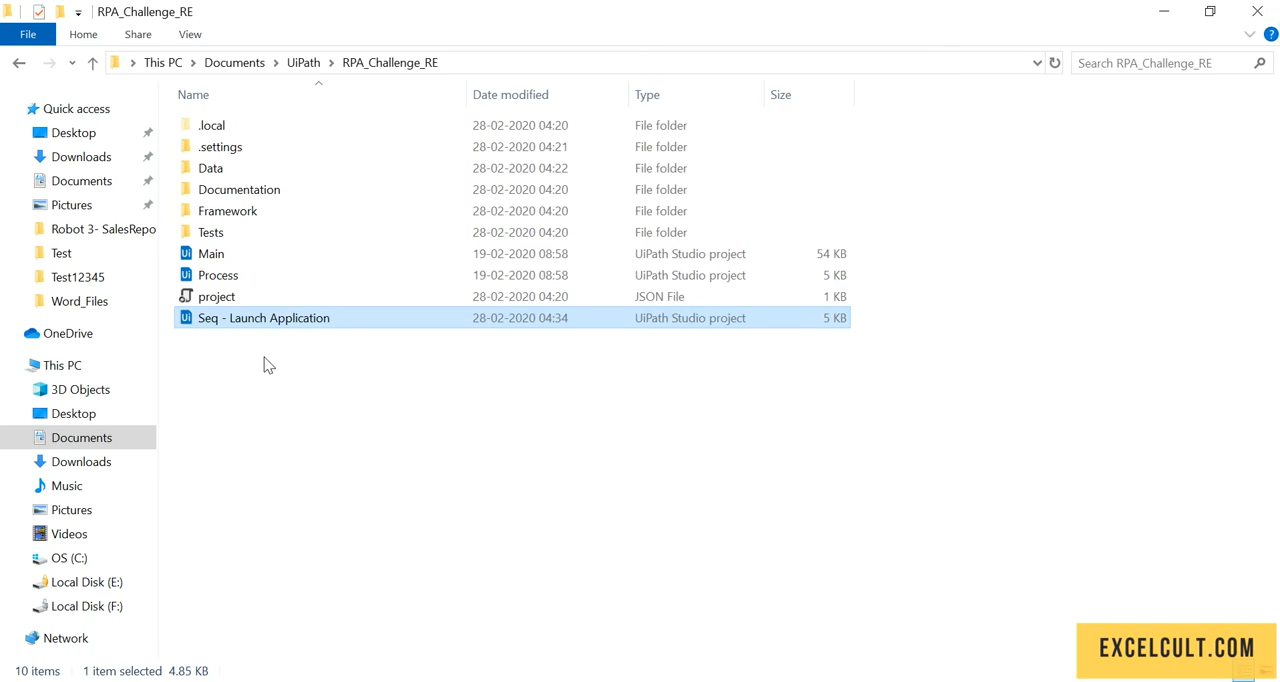 RPA_Challenge_RE
File Home Share View
?
This PC Documents UiPath RPA_Challenge_RE
Search RPA_Challenge_RE
Name Date modified Type Size
Quick access
Desktop
Downloads
Documents
Pictures
Robot 3- SalesRepo
Test
Test12345
Word_Files
OneDrive
This PC
3D Objects
Desktop
Documents
Downloads
Music
Pictures
Videos
OS (C:)
Local Disk (E:)
Local Disk (F:)
Network
.local 28-02-2020 04:20 File folder
.settings 28-02-2020 04:21 File folder
Data 28-02-2020 04:22 File folder
Documentation 28-02-2020 04:20 File folder
Framework 28-02-2020 04:20 File folder
Tests 28-02-2020 04:20 File folder
Ui Main 19-02-2020 08:58 UiPath Studio project 54 KB
Ui Process 19-02-2020 08:58 UiPath Studio project 5 KB
project 28-02-2020 04:20 JSON File 1 KB
Ui Seq - Launch Application 28-02-2020 04:34 UiPath Studio project 5 KB
EXCELCULT.COM
10 items 1 item selected 4.85 KB